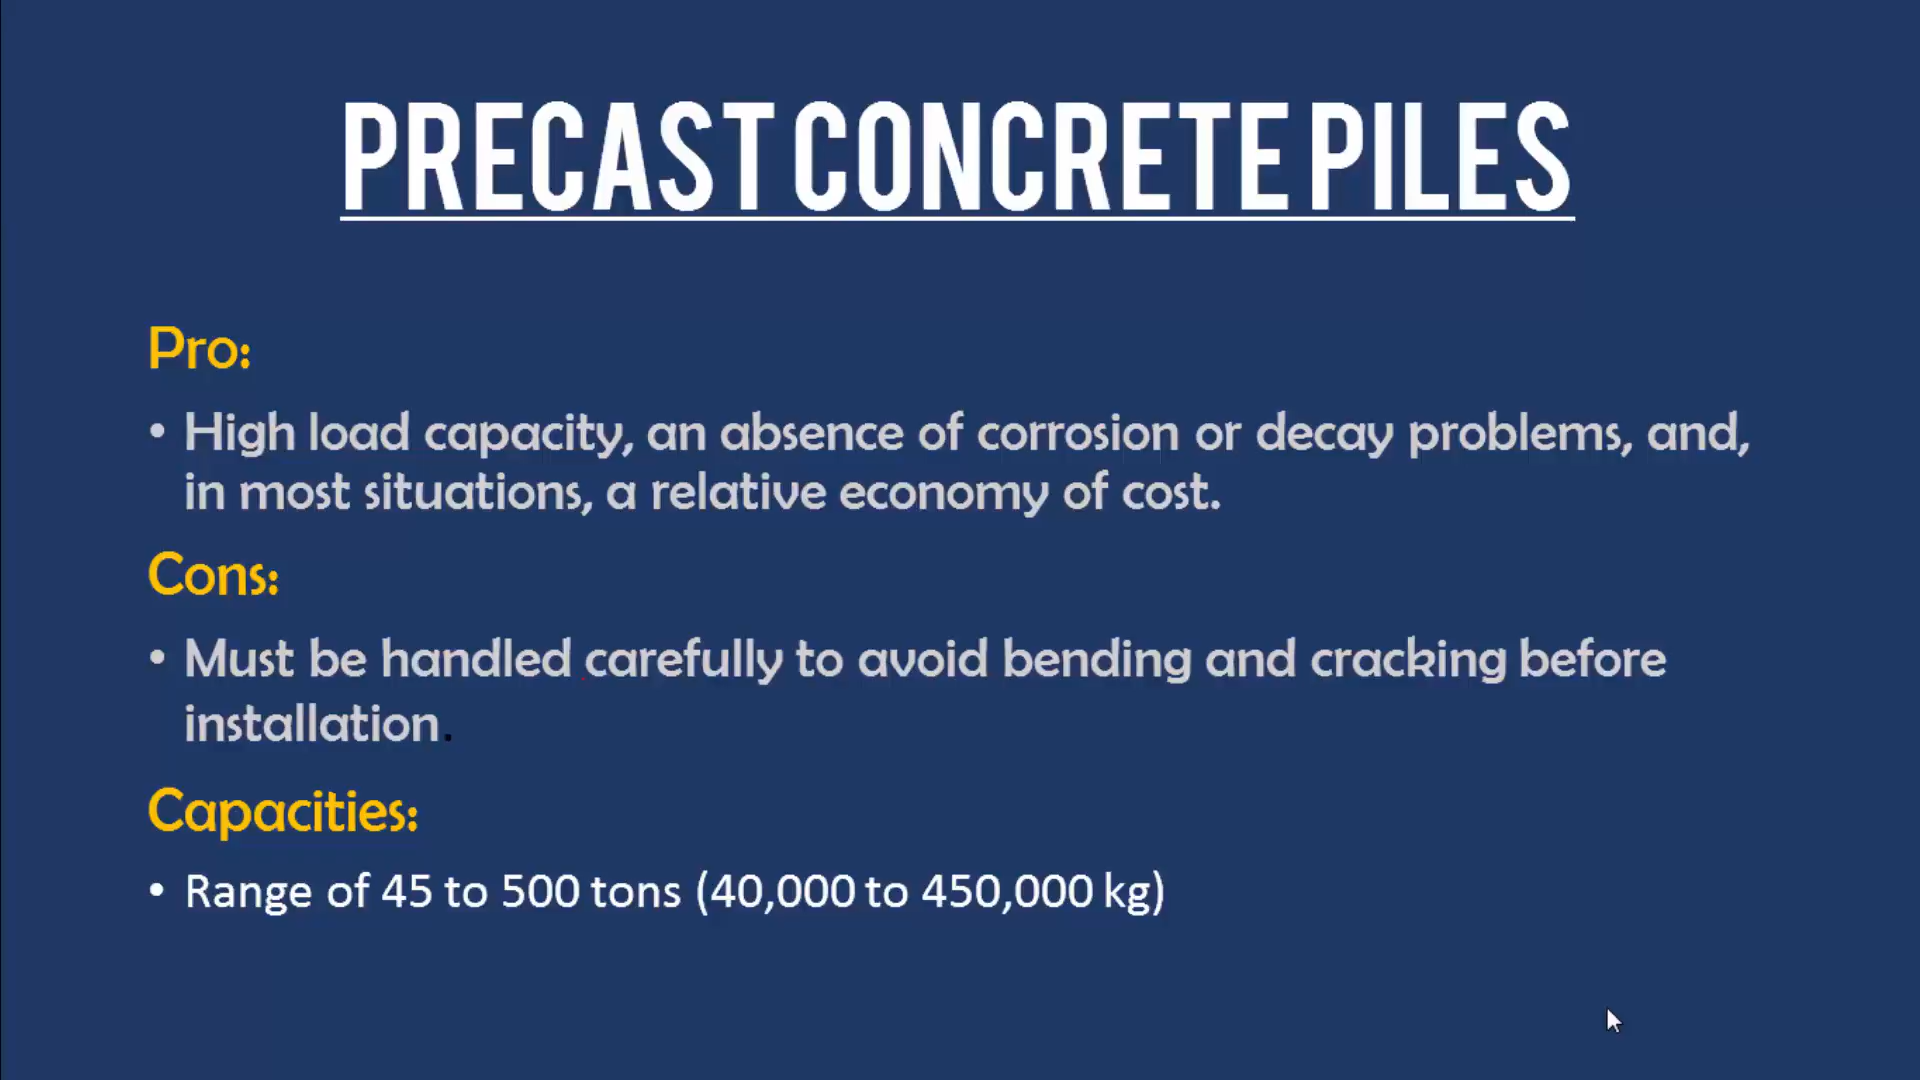 PRECAST CONCRETE PILES
Pro:
• High load capacity, an absence of corrosion or decay problems, and,
in most situations, a relative economy of cost.
Cons:
• Must be handled carefully to avoid bending and cracking before
installation.
Capacities:
• Range of 45 to 500 tons (40,000 to 450,000 kg)